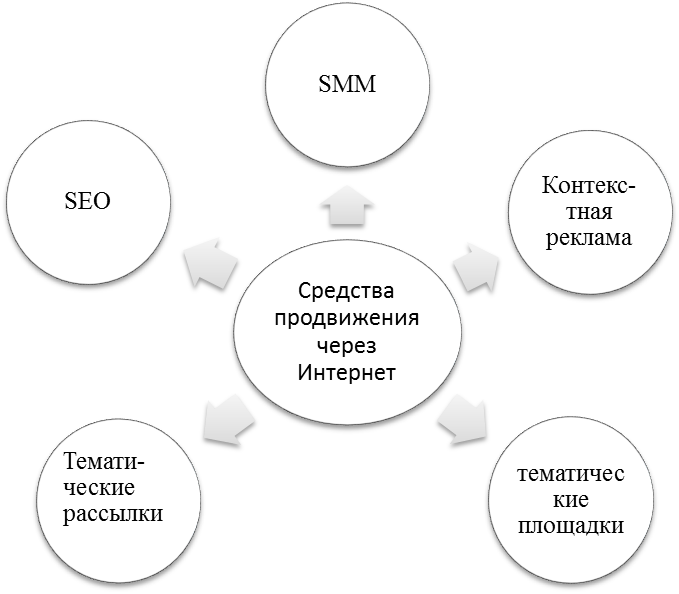 SMM
SEO
Контекс-
тная
реклама
Средства
продвижения
через
Интернет
Темати-
ческие
рассылки
тематичес
кие
площадки